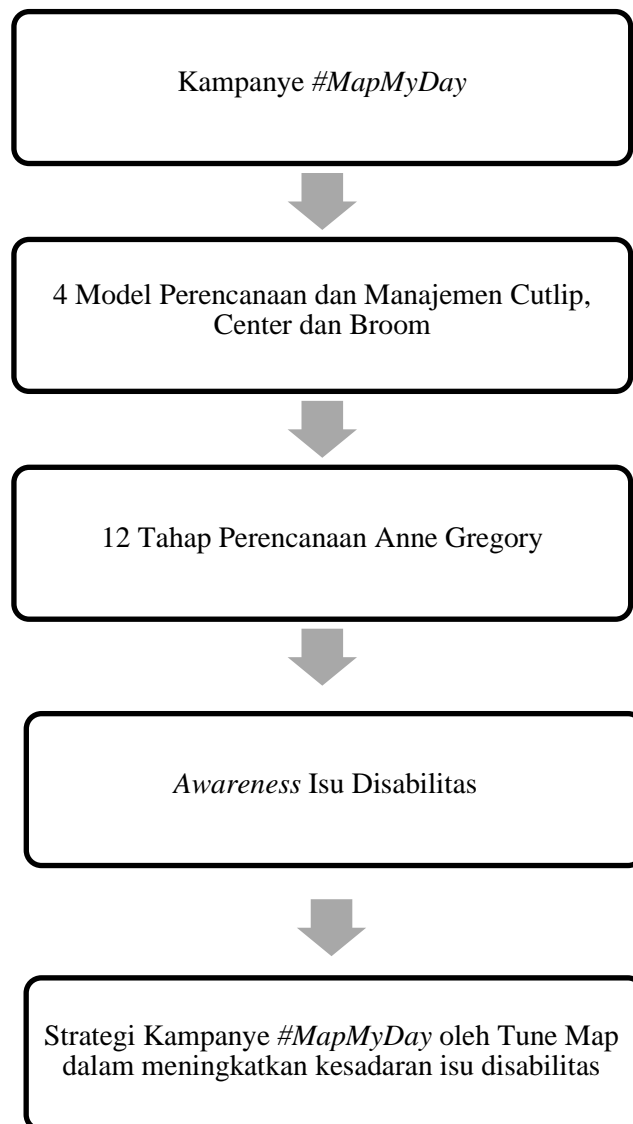 Kampanye #MapMyDay
4 Model Perencanaan dan Manajemen Cutlip,
Center dan Broom
12 Tahap Perencanaan Anne Gregory
Awareness Isu Disabilitas
Strategi Kampanye #MapMyDay oleh Tune Map
dalam meningkatkan kesadaran isu disabilitas